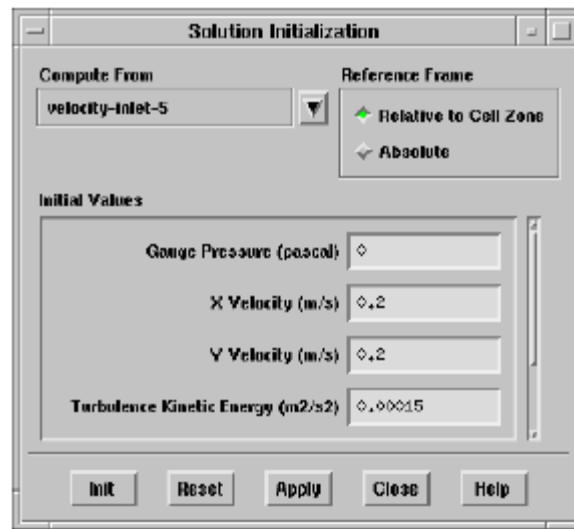 Solution Initialization
Compute From
velocity-inlet-5
Reference Frame
Relative to Cell Zone
Absolute
Initial Values
Gauge Pressure (pascal) 0
X Velocity (m/s) 0.2
Y Velocity (m/s) 0.2
Turbulence Kinetic Energy (m2/s2) 0.00015
Init Reset Apply Close Help